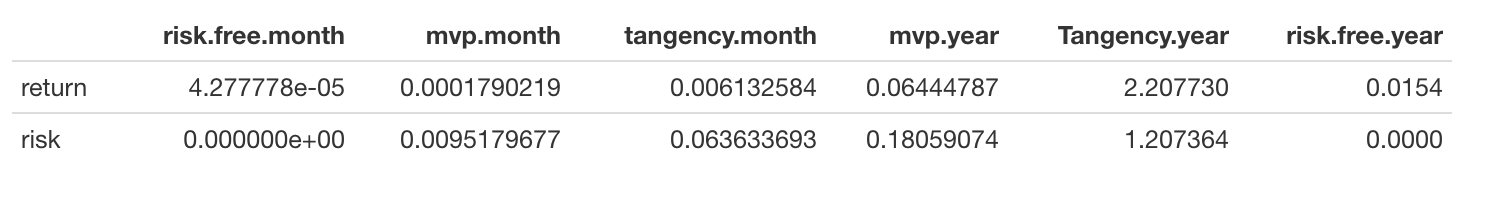 risk.free.month mvp.month tangency.month mvp.year Tangency.year risk.free.year
return 4.277778e-05 0.0001790219 0.006132584 0.06444787 2.207730 0.0154
risk 0.000000e+00 0.0095179677 0.063633693 0.18059074 1.207364 0.0000